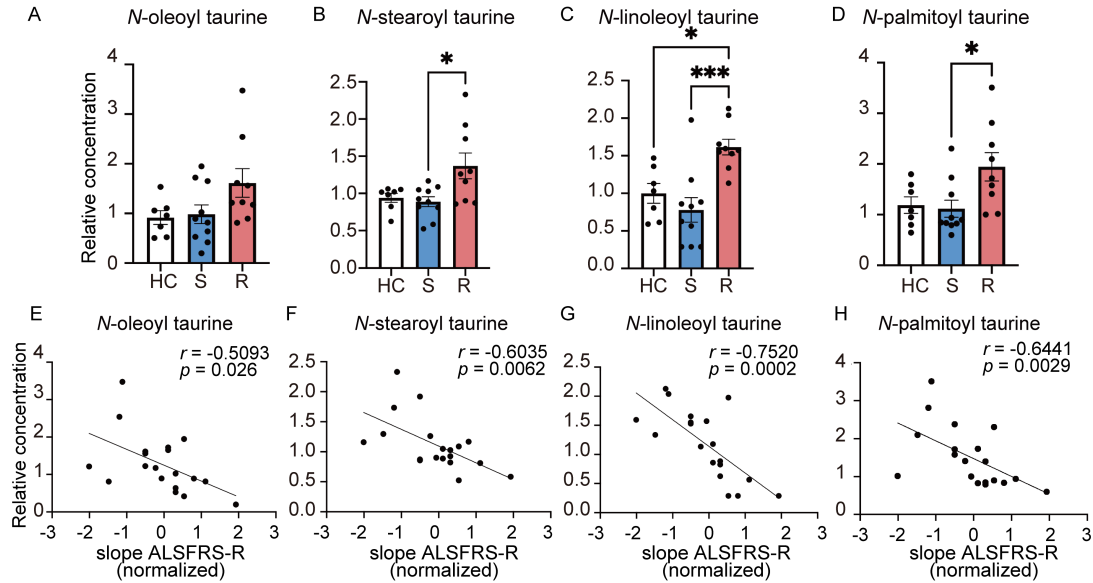 A N-oleoyl taurine
B N-stearoyl taurine
C N-linoleoyl taurine
D N-palmitoyl taurine
Relative concentration
4
3
2
1
0
HC S R
*
2.5
2.0
1.5
1.0
0.5
0.0
HC S R
*
***
2.5
2.0
1.5
1.0
0.5
0.0
HC S R
*
4
3
2
1
0
HC S R
E N-oleoyl taurine
F N-stearoyl taurine
G N-linoleoyl taurine
H N-palmitoyl taurine
Relative concentration
r = -0.5093
p = 0.026
4
3
2
1
0
-3 -2 -1 0 1 2 3
slope ALSFRS-R
(normalized)
r = -0.6035
p = 0.0062
2.5
2.0
1.5
1.0
0.5
0.0
-3 -2 -1 0 1 2 3
slope ALSFRS-R
(normalized)
r = -0.7520
p = 0.0002
2.5
2.0
1.5
1.0
0.5
0.0
-3 -2 -1 0 1 2 3
slope ALSFRS-R
(normalized)
r = -0.6441
p = 0.0029
4
3
2
1
0
-3 -2 -1 0 1 2 3
slope ALSFRS-R
(normalized)